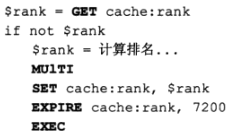 $rank = GET cache:rank
if not $rank
$rank = 计算排名...
MULTI
SET cache:rank, $rank
EXPIRE cache:rank, 7200
EXEC